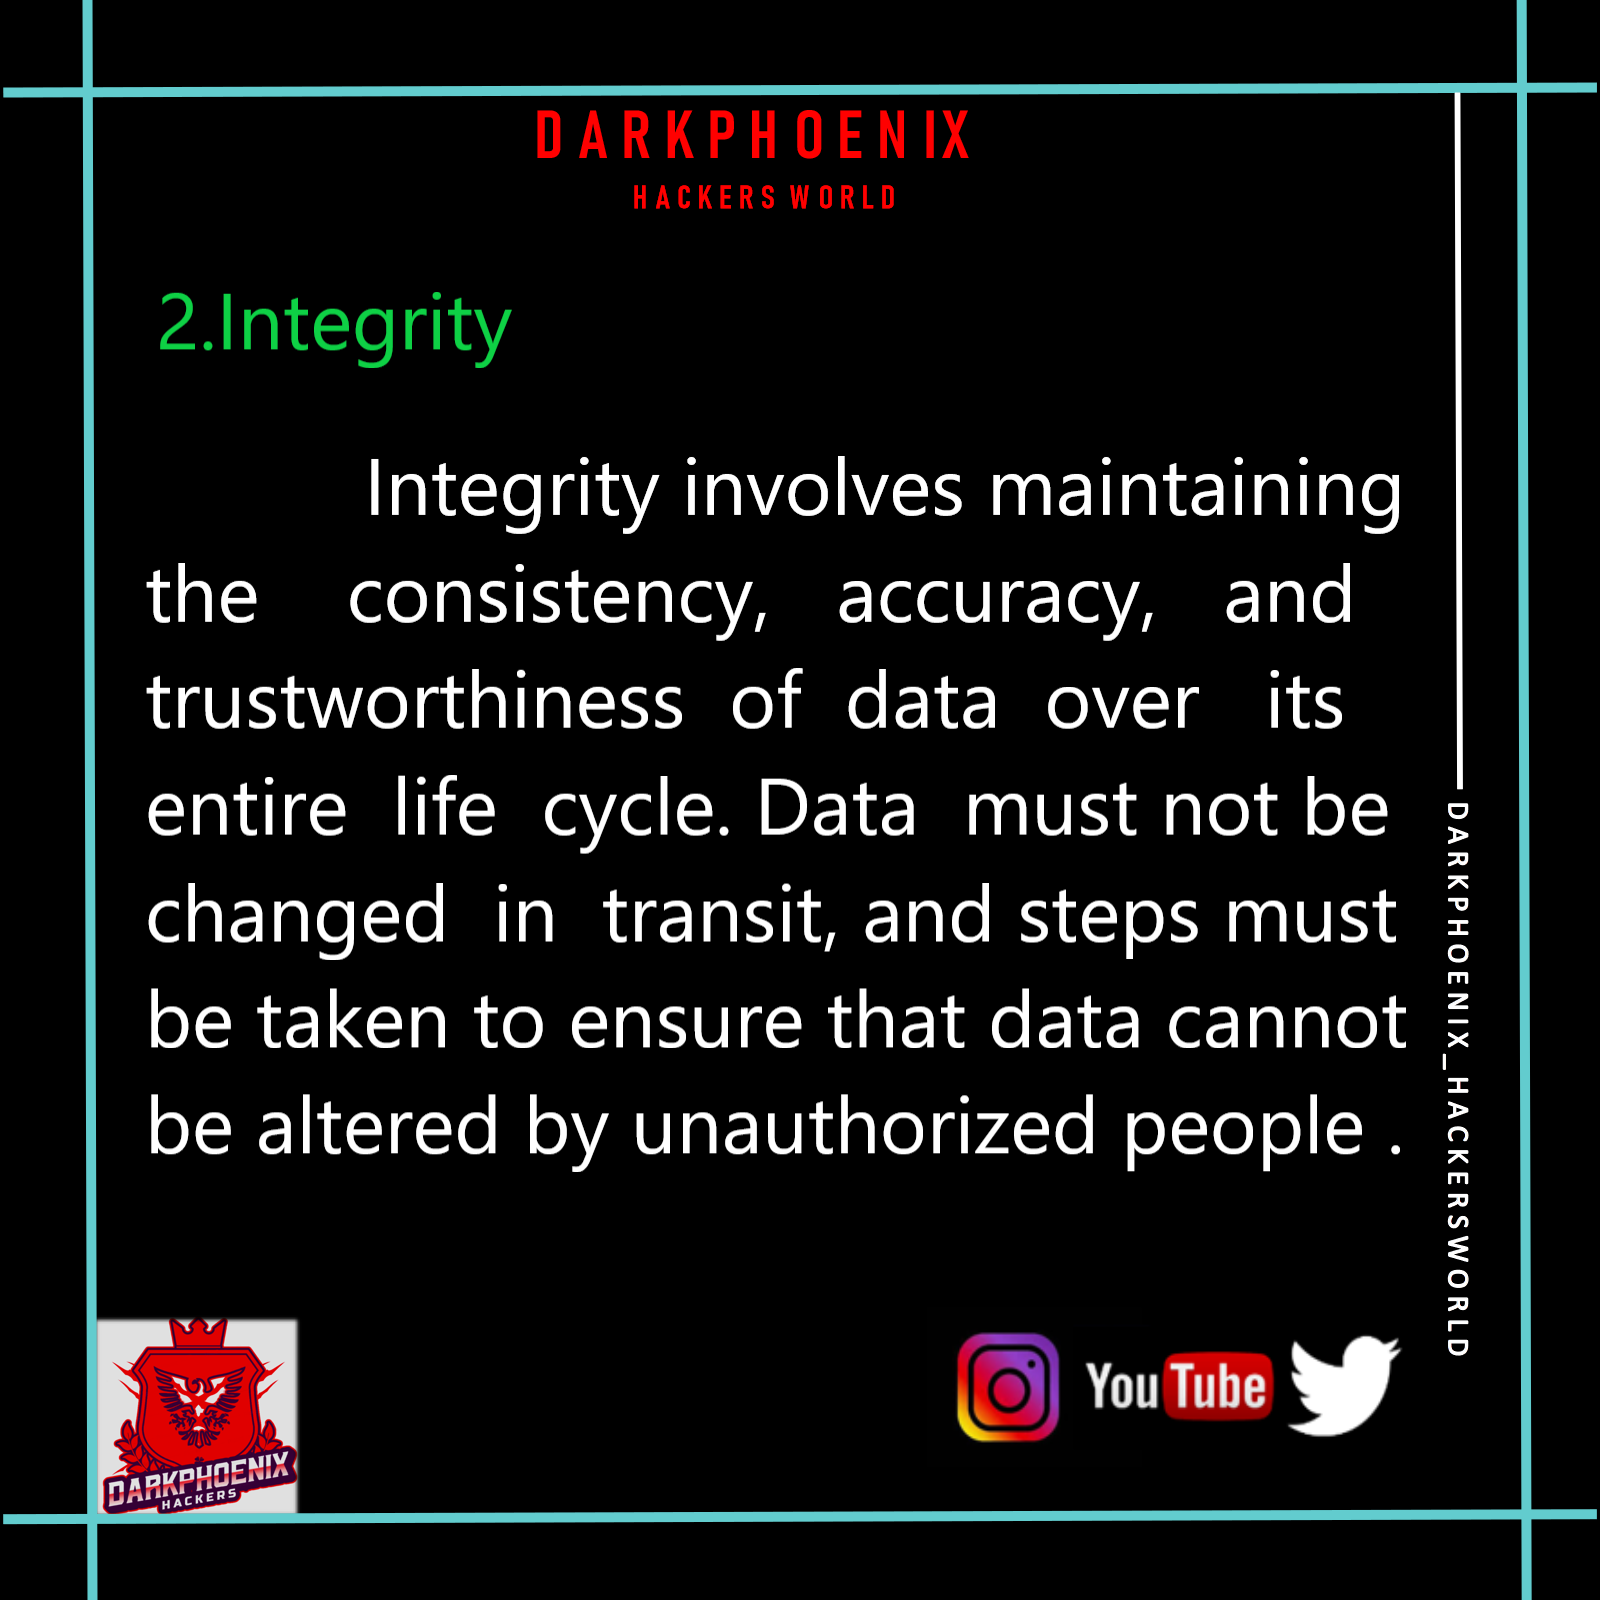 DARKPHOENIX
HACKERS WORLD
2.Integrity
Integrity involves maintaining
the consistency, accuracy, and
trustworthiness of data over its
entire life cycle. Data must not be
changed in transit, and steps must
be taken to ensure that data cannot
be altered by unauthorized people .
DARKPHOENIX_HACKERSWORLD
DARKPHOENIX
HACKERS
YouTube